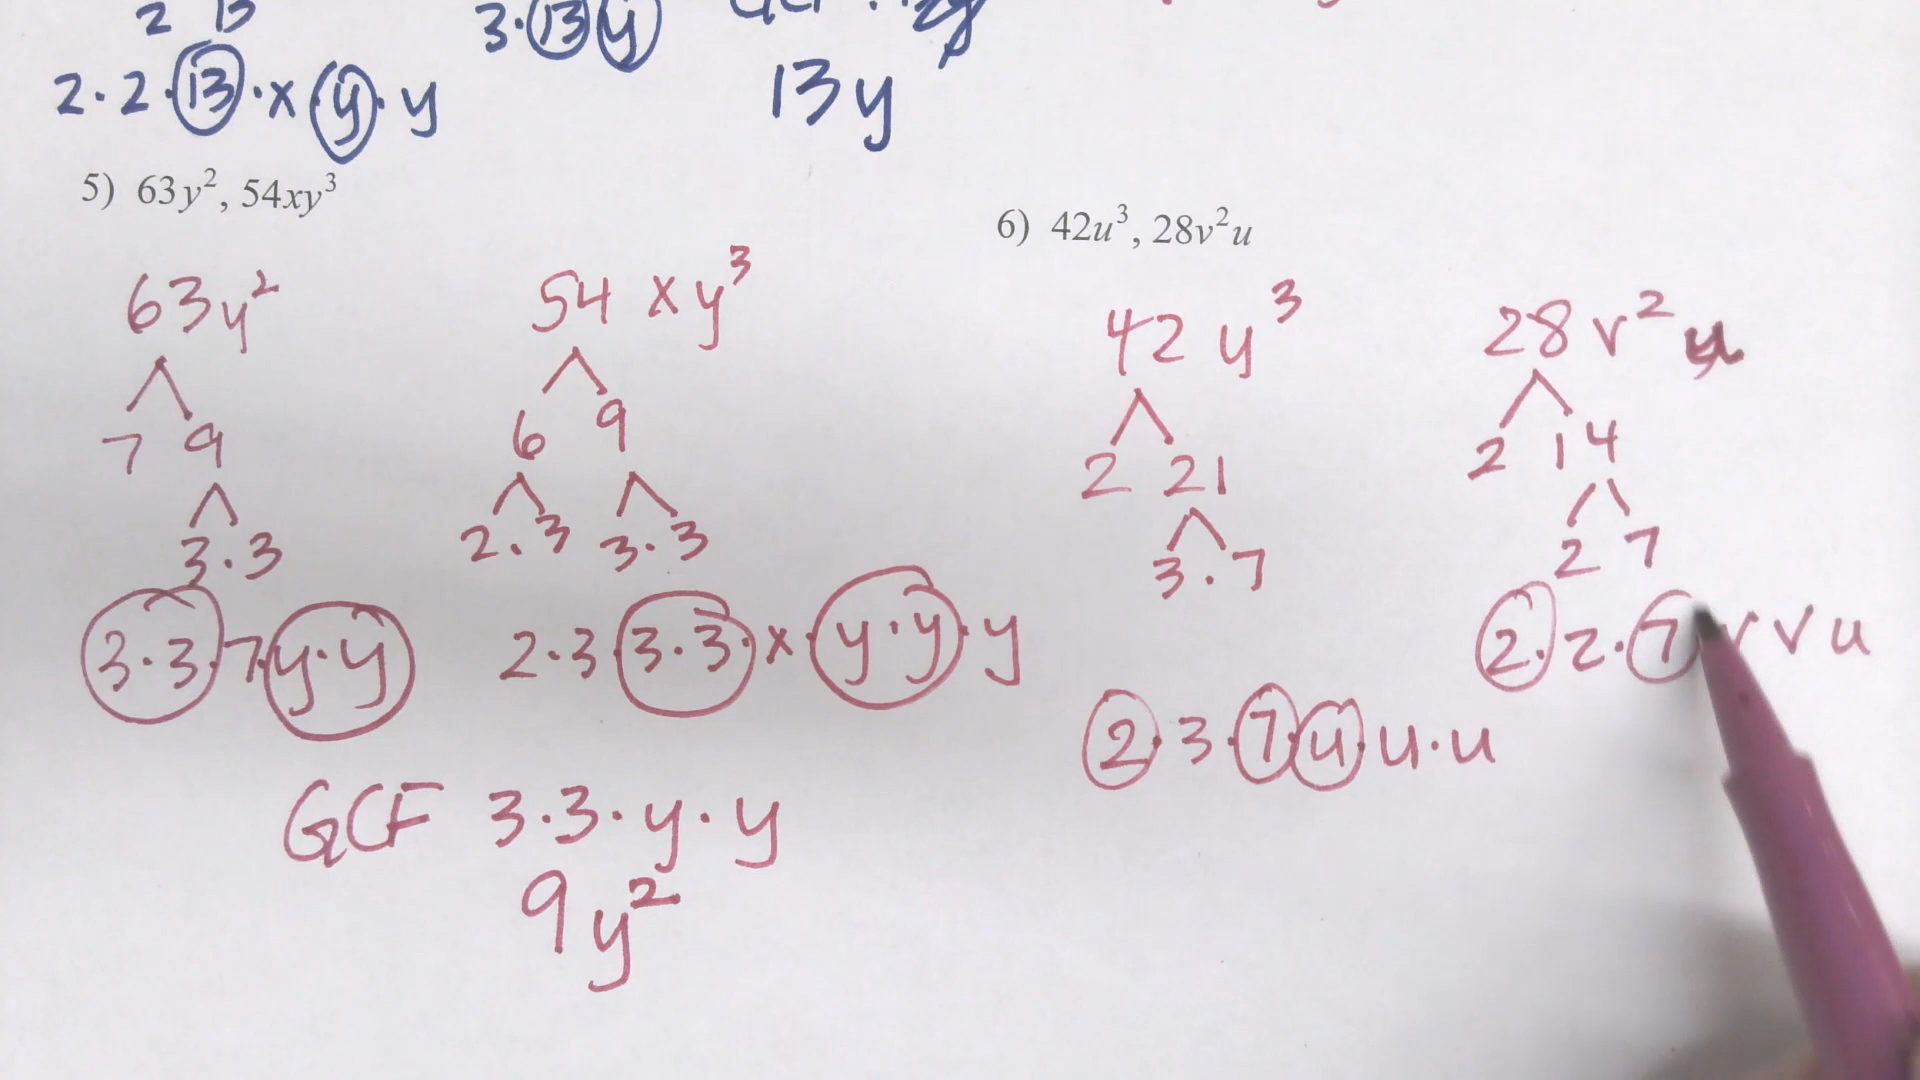 2 13
2·2·13·x·y·y
3·13 y
13y
5) 63y², 54xy³
63y²
7 9
3·3
3·3·7·y·y
54 xy³
6 9
2·3 3·3
2·3·3·3·x·y·y·y
GCF 3·3·y·y
9y²
6) 42u³, 28v²u
42 u³
2 21
3·7
2·3·7·u·u·u
28 v² u
2 14
2 7
2·2·7 v v u